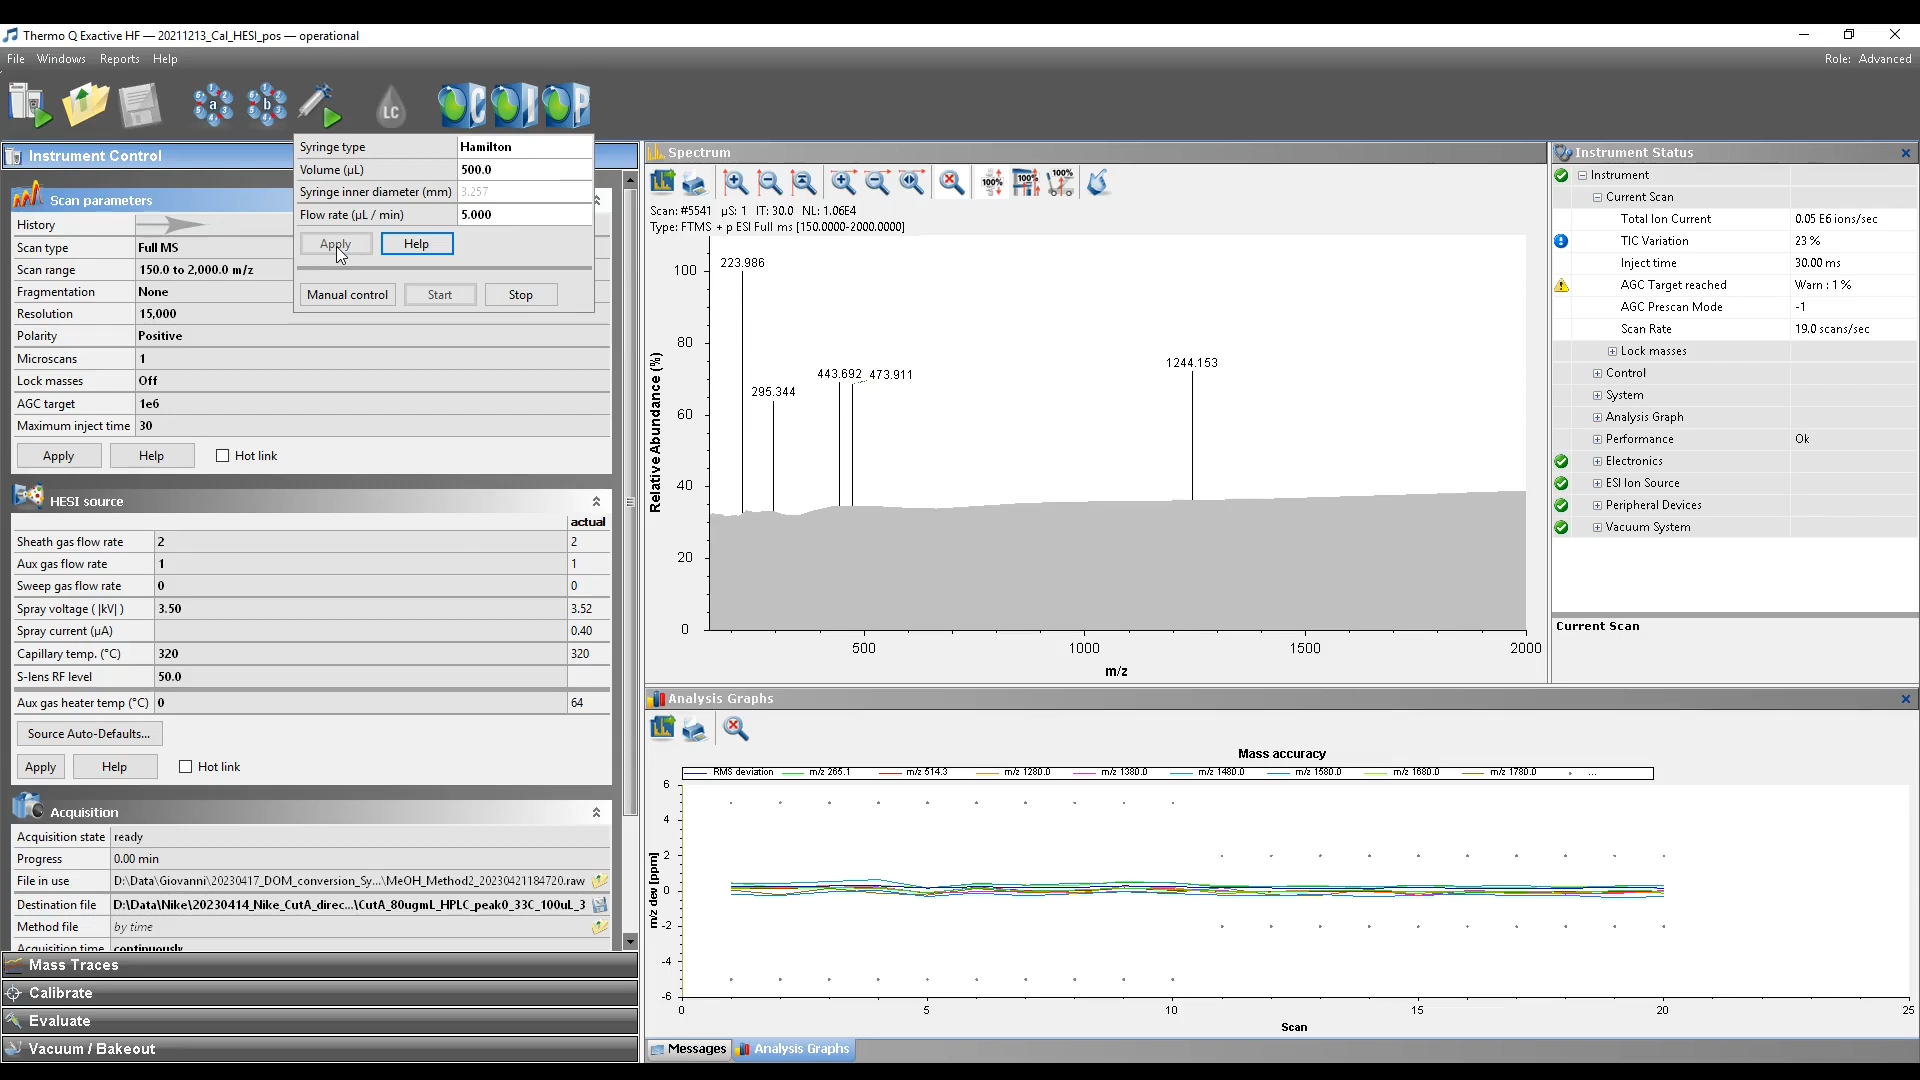 Thermo Q Exactive HF — 20211213_Cal_HESI_pos — operational
File Windows Reports Help
Role: Advanced
a b LC C I P
Instrument Control
Scan parameters
History
Scan type Full MS
Scan range 150.0 to 2,000.0 m/z
Fragmentation None
Resolution 15,000
Polarity Positive
Microscans 1
Lock masses Off
AGC target 1e6
Maximum inject time 30
Apply Help Hot link
Syringe type Hamilton
Volume (µL) 500.0
Syringe inner diameter (mm) 3.257
Flow rate (µL / min) 5.000
Apply Help
Manual control Start Stop
HESI source
actual
Sheath gas flow rate 2 2
Aux gas flow rate 1 1
Sweep gas flow rate 0 0
Spray voltage ( |kV| ) 3.50 3.52
Spray current (µA) 0.40
Capillary temp. (°C) 320 320
S-lens RF level 50.0
Aux gas heater temp (°C) 0 64
Source Auto-Defaults...
Apply Help Hot link
Acquisition
Acquisition state ready
Progress 0.00 min
File in use D:\Data\Giovanni\20230417_DOM_conversion_Sy...\MeOH_Method2_20230421184720.raw
Destination file D:\Data\Nike\20230414_Nike_CutA_direc...\CutA_80ugmL_HPLC_peak0_33C_100uL_3
Method file by time
Acquisition time continuously
Mass Traces
Calibrate
Evaluate
Vacuum / Bakeout
Spectrum
100% 100% 100%
Scan: #5541 µS: 1 IT: 30.0 NL: 1.06E4
Type: FTMS + p ESI Full ms [150.0000-2000.0000]
223.986
295.344
443.692 473.911
1244.153
100
80
60
40
20
0
Relative Abundance (%)
500 1000 1500 2000
m/z
Analysis Graphs
Mass accuracy
RMS deviation m/z 265.1 m/z 514.3 m/z 1280.0 m/z 1380.0 m/z 1480.0 m/z 1580.0 m/z 1680.0 m/z 1780.0 ...
6
4
2
0
-2
-4
-6
m/z dev [ppm]
0 5 10 15 20 25
Scan
Messages Analysis Graphs
Instrument Status
Instrument
Current Scan
Total Ion Current 0.05 E6 ions/sec
TIC Variation 23 %
Inject time 30.00 ms
AGC Target reached Warn : 1 %
AGC Prescan Mode -1
Scan Rate 19.0 scans/sec
Lock masses
Control
System
Analysis Graph
Performance Ok
Electronics
ESI Ion Source
Peripheral Devices
Vacuum System
Current Scan